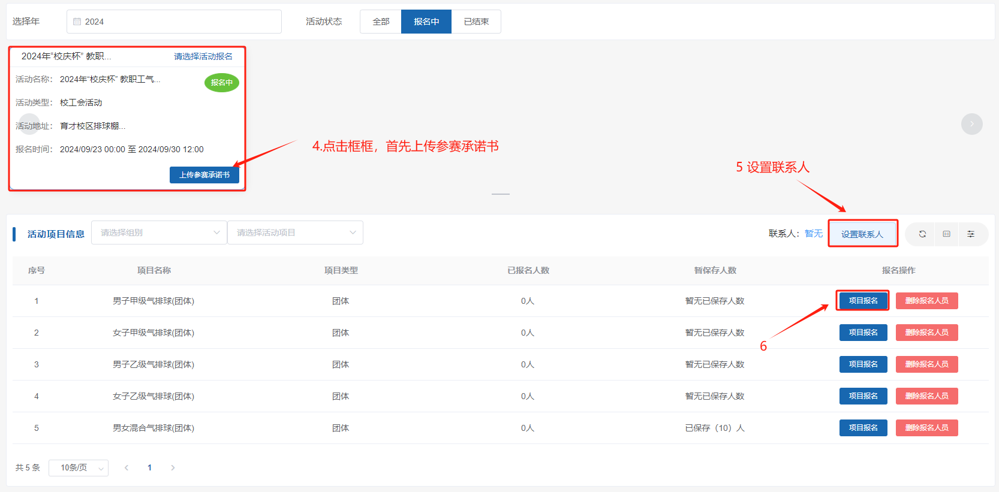 选择年 2024 活动状态 全部 报名中 已结束
2024年“校庆杯” 教职... 请选择活动报名
活动名称： 2024年“校庆杯” 教职工气...
报名中
活动类型： 校工会活动
活动地址： 育才校区排球棚...
报名时间： 2024/09/23 00:00 至 2024/09/30 12:00
上传参赛承诺书
4.点击框框，首先上传参赛承诺书
5 设置联系人
活动项目信息 请选择组别 请选择活动项目 联系人： 暂无 设置联系人
序号 项目名称 项目类型 已报名人数 暂保存人数 报名操作
1 男子甲级气排球(团体) 团体 0人 暂无已保存人数 项目报名 删除报名人员
2 女子甲级气排球(团体) 团体 0人 暂无已保存人数 项目报名 删除报名人员
6
3 男子乙级气排球(团体) 团体 0人 暂无已保存人数 项目报名 删除报名人员
4 女子乙级气排球(团体) 团体 0人 暂无已保存人数 项目报名 删除报名人员
5 男女混合气排球(团体) 团体 0人 已保存（10）人 项目报名 删除报名人员
共 5 条 10条/页 1